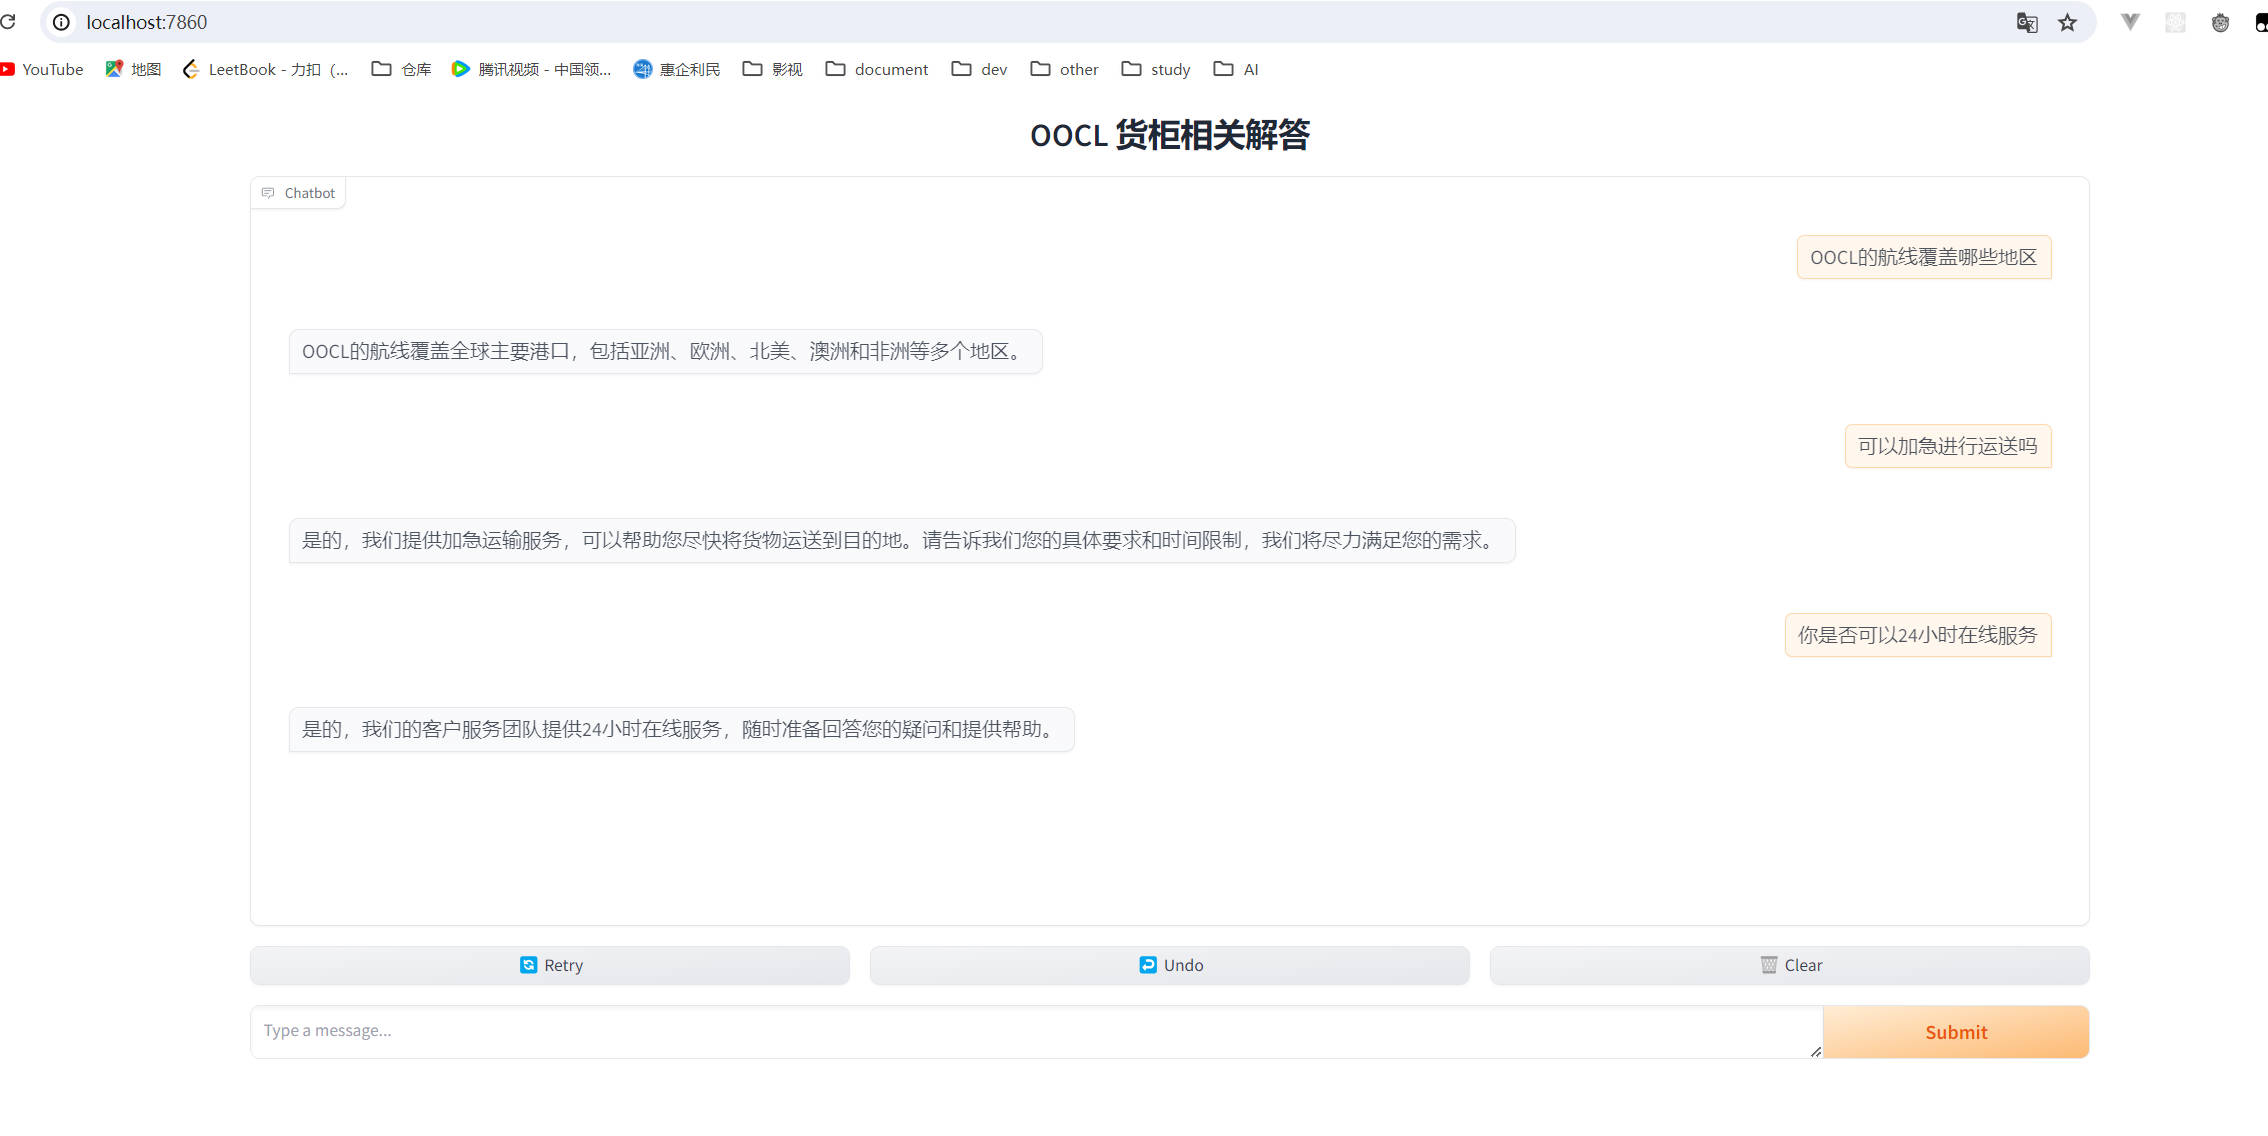 localhost:7860
YouTube 地图 LeetBook - 力扣（... 仓库 腾讯视频 - 中国领... 惠企利民 影视 document dev other study AI
OOCL 货柜相关解答
Chatbot
OOCL的航线覆盖哪些地区
OOCL的航线覆盖全球主要港口，包括亚洲、欧洲、北美、澳洲和非洲等多个地区。
可以加急进行运送吗
是的，我们提供加急运输服务，可以帮助您尽快将货物运送到目的地。请告诉我们您的具体要求和时间限制，我们将尽力满足您的需求。
你是否可以24小时在线服务
是的，我们的客户服务团队提供24小时在线服务，随时准备回答您的疑问和提供帮助。
Retry Undo Clear
Type a message... Submit